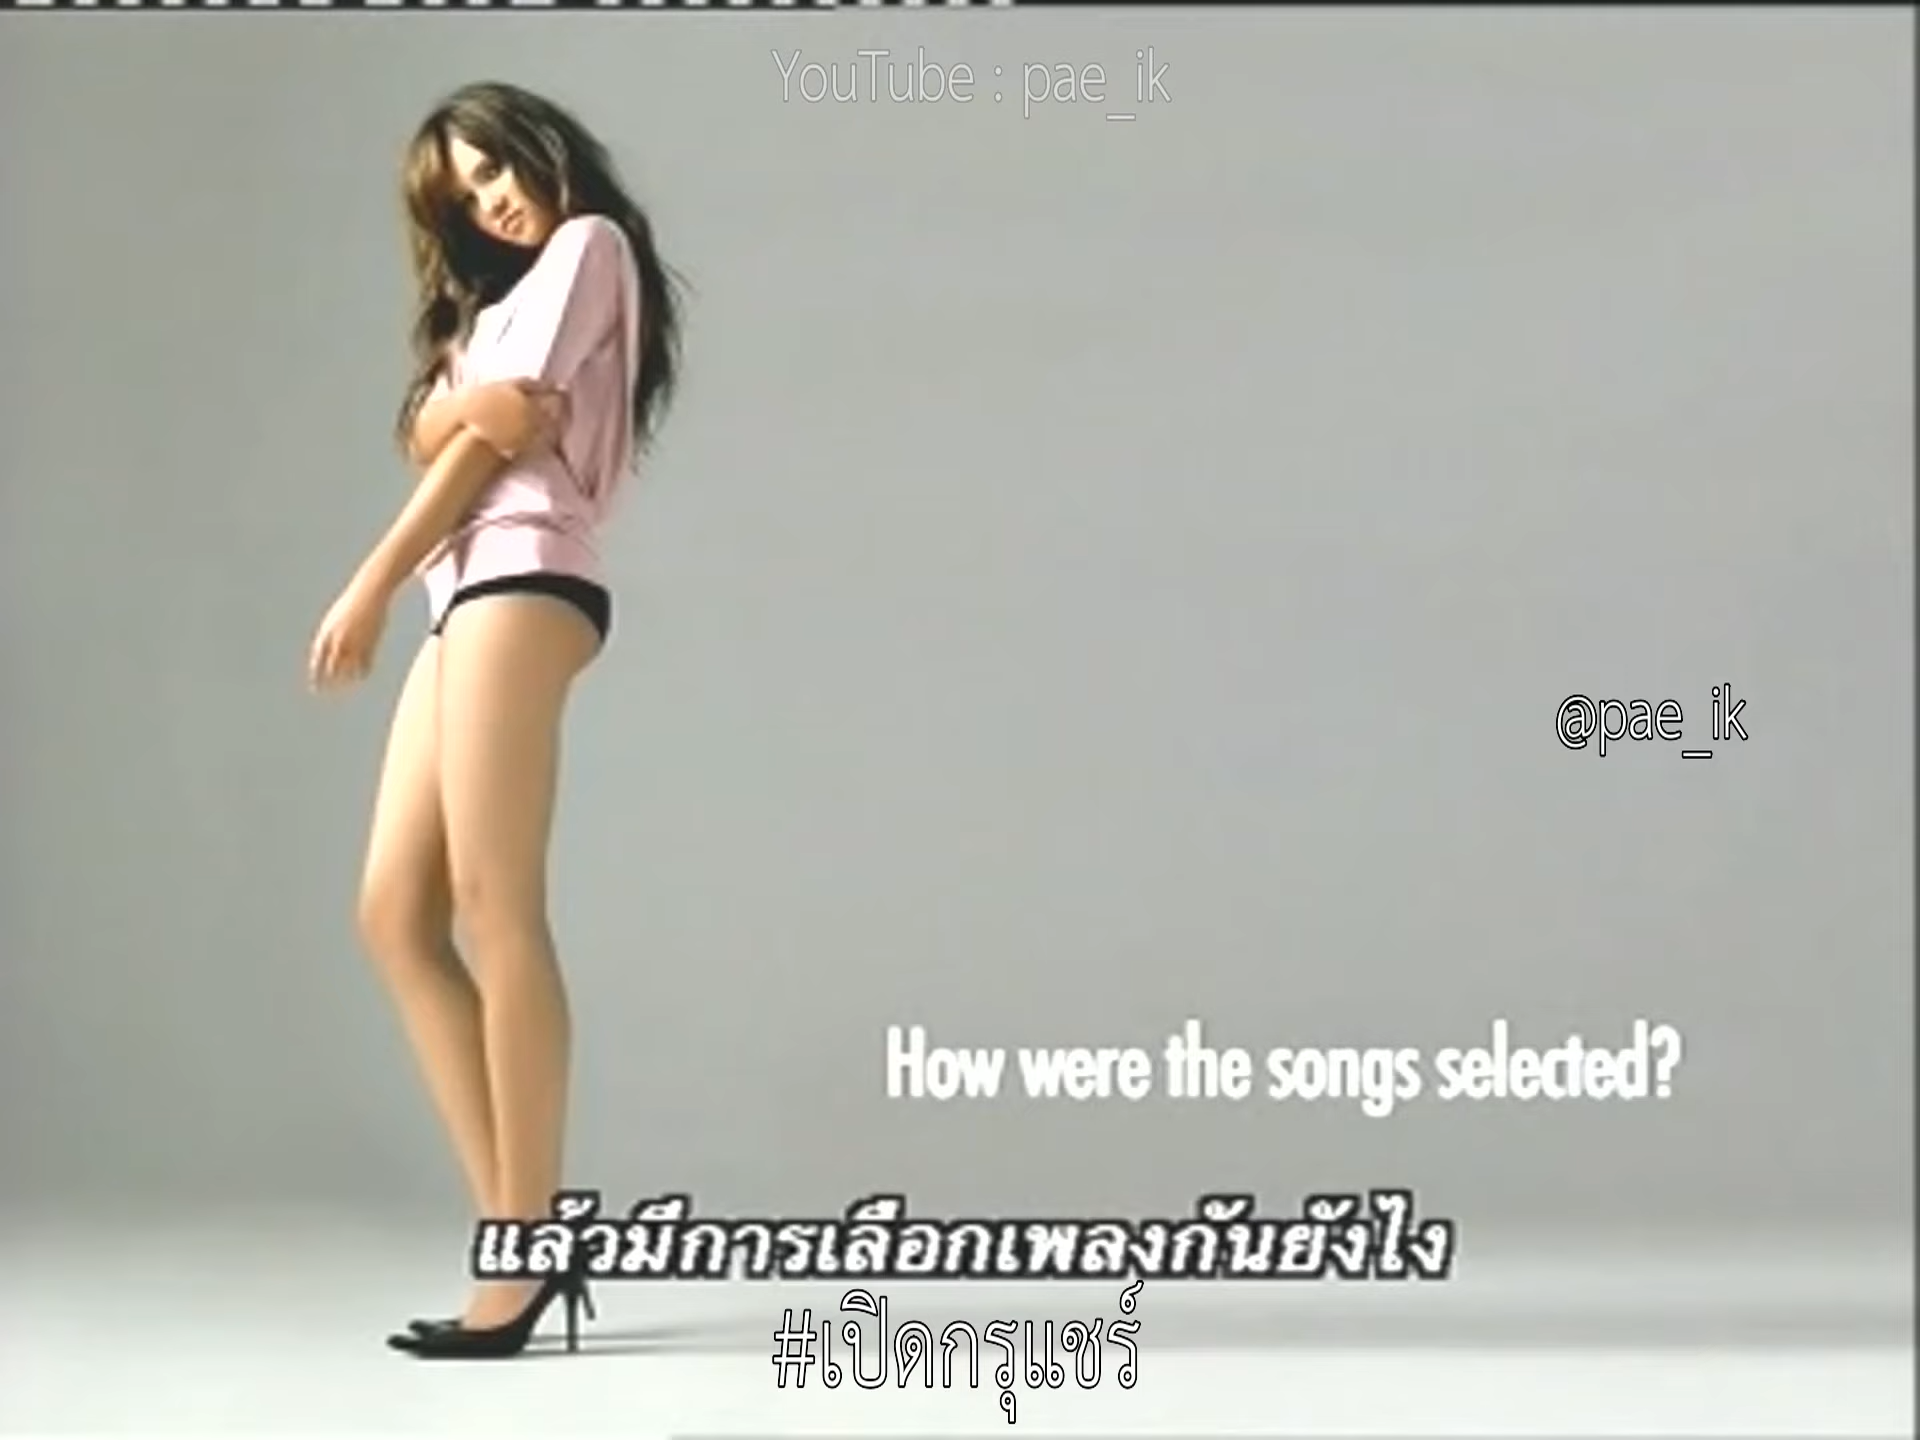 YouTube : pae_ik
@pae_ik
How were the songs selected?
แล้วมีการเลือกเพลงกันยังไง
#เปิดกรุแชร์